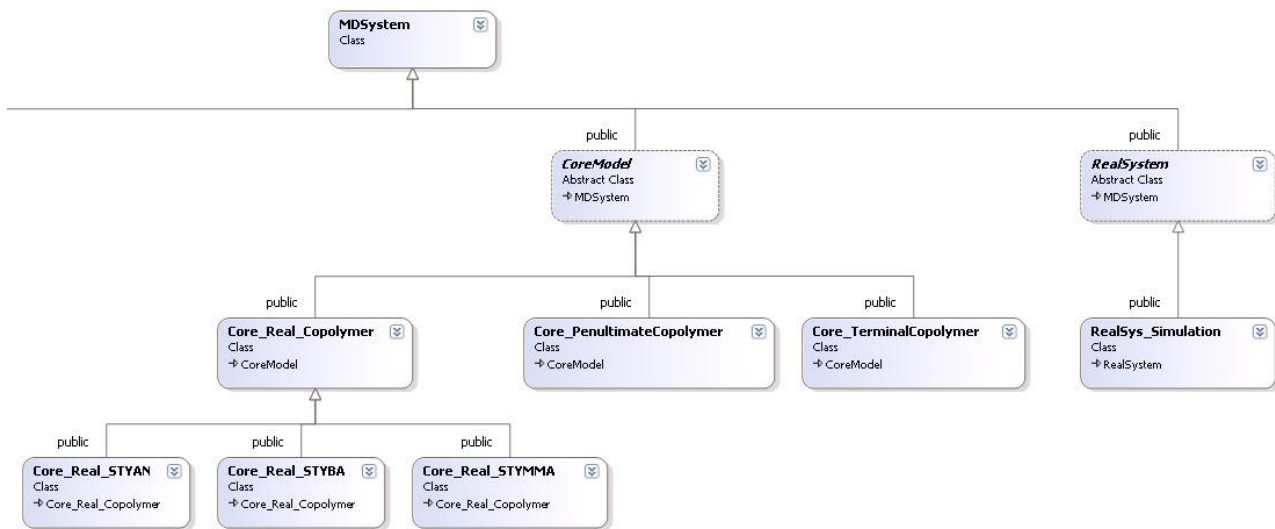 MDSystem
Class
public
public
CoreModel
Abstract Class
MDSystem
RealSystem
Abstract Class
MDSystem
public
public
public
public
Core_Real_Copolymer
Class
CoreModel
Core_PenultimateCopolymer
Class
CoreModel
Core_TerminalCopolymer
Class
CoreModel
RealSys_Simulation
Class
RealSystem
public
public
public
Core_Real_STYAN
Class
Core_Real_Copolymer
Core_Real_STYBA
Class
Core_Real_Copolymer
Core_Real_STYMMA
Class
Core_Real_Copolymer